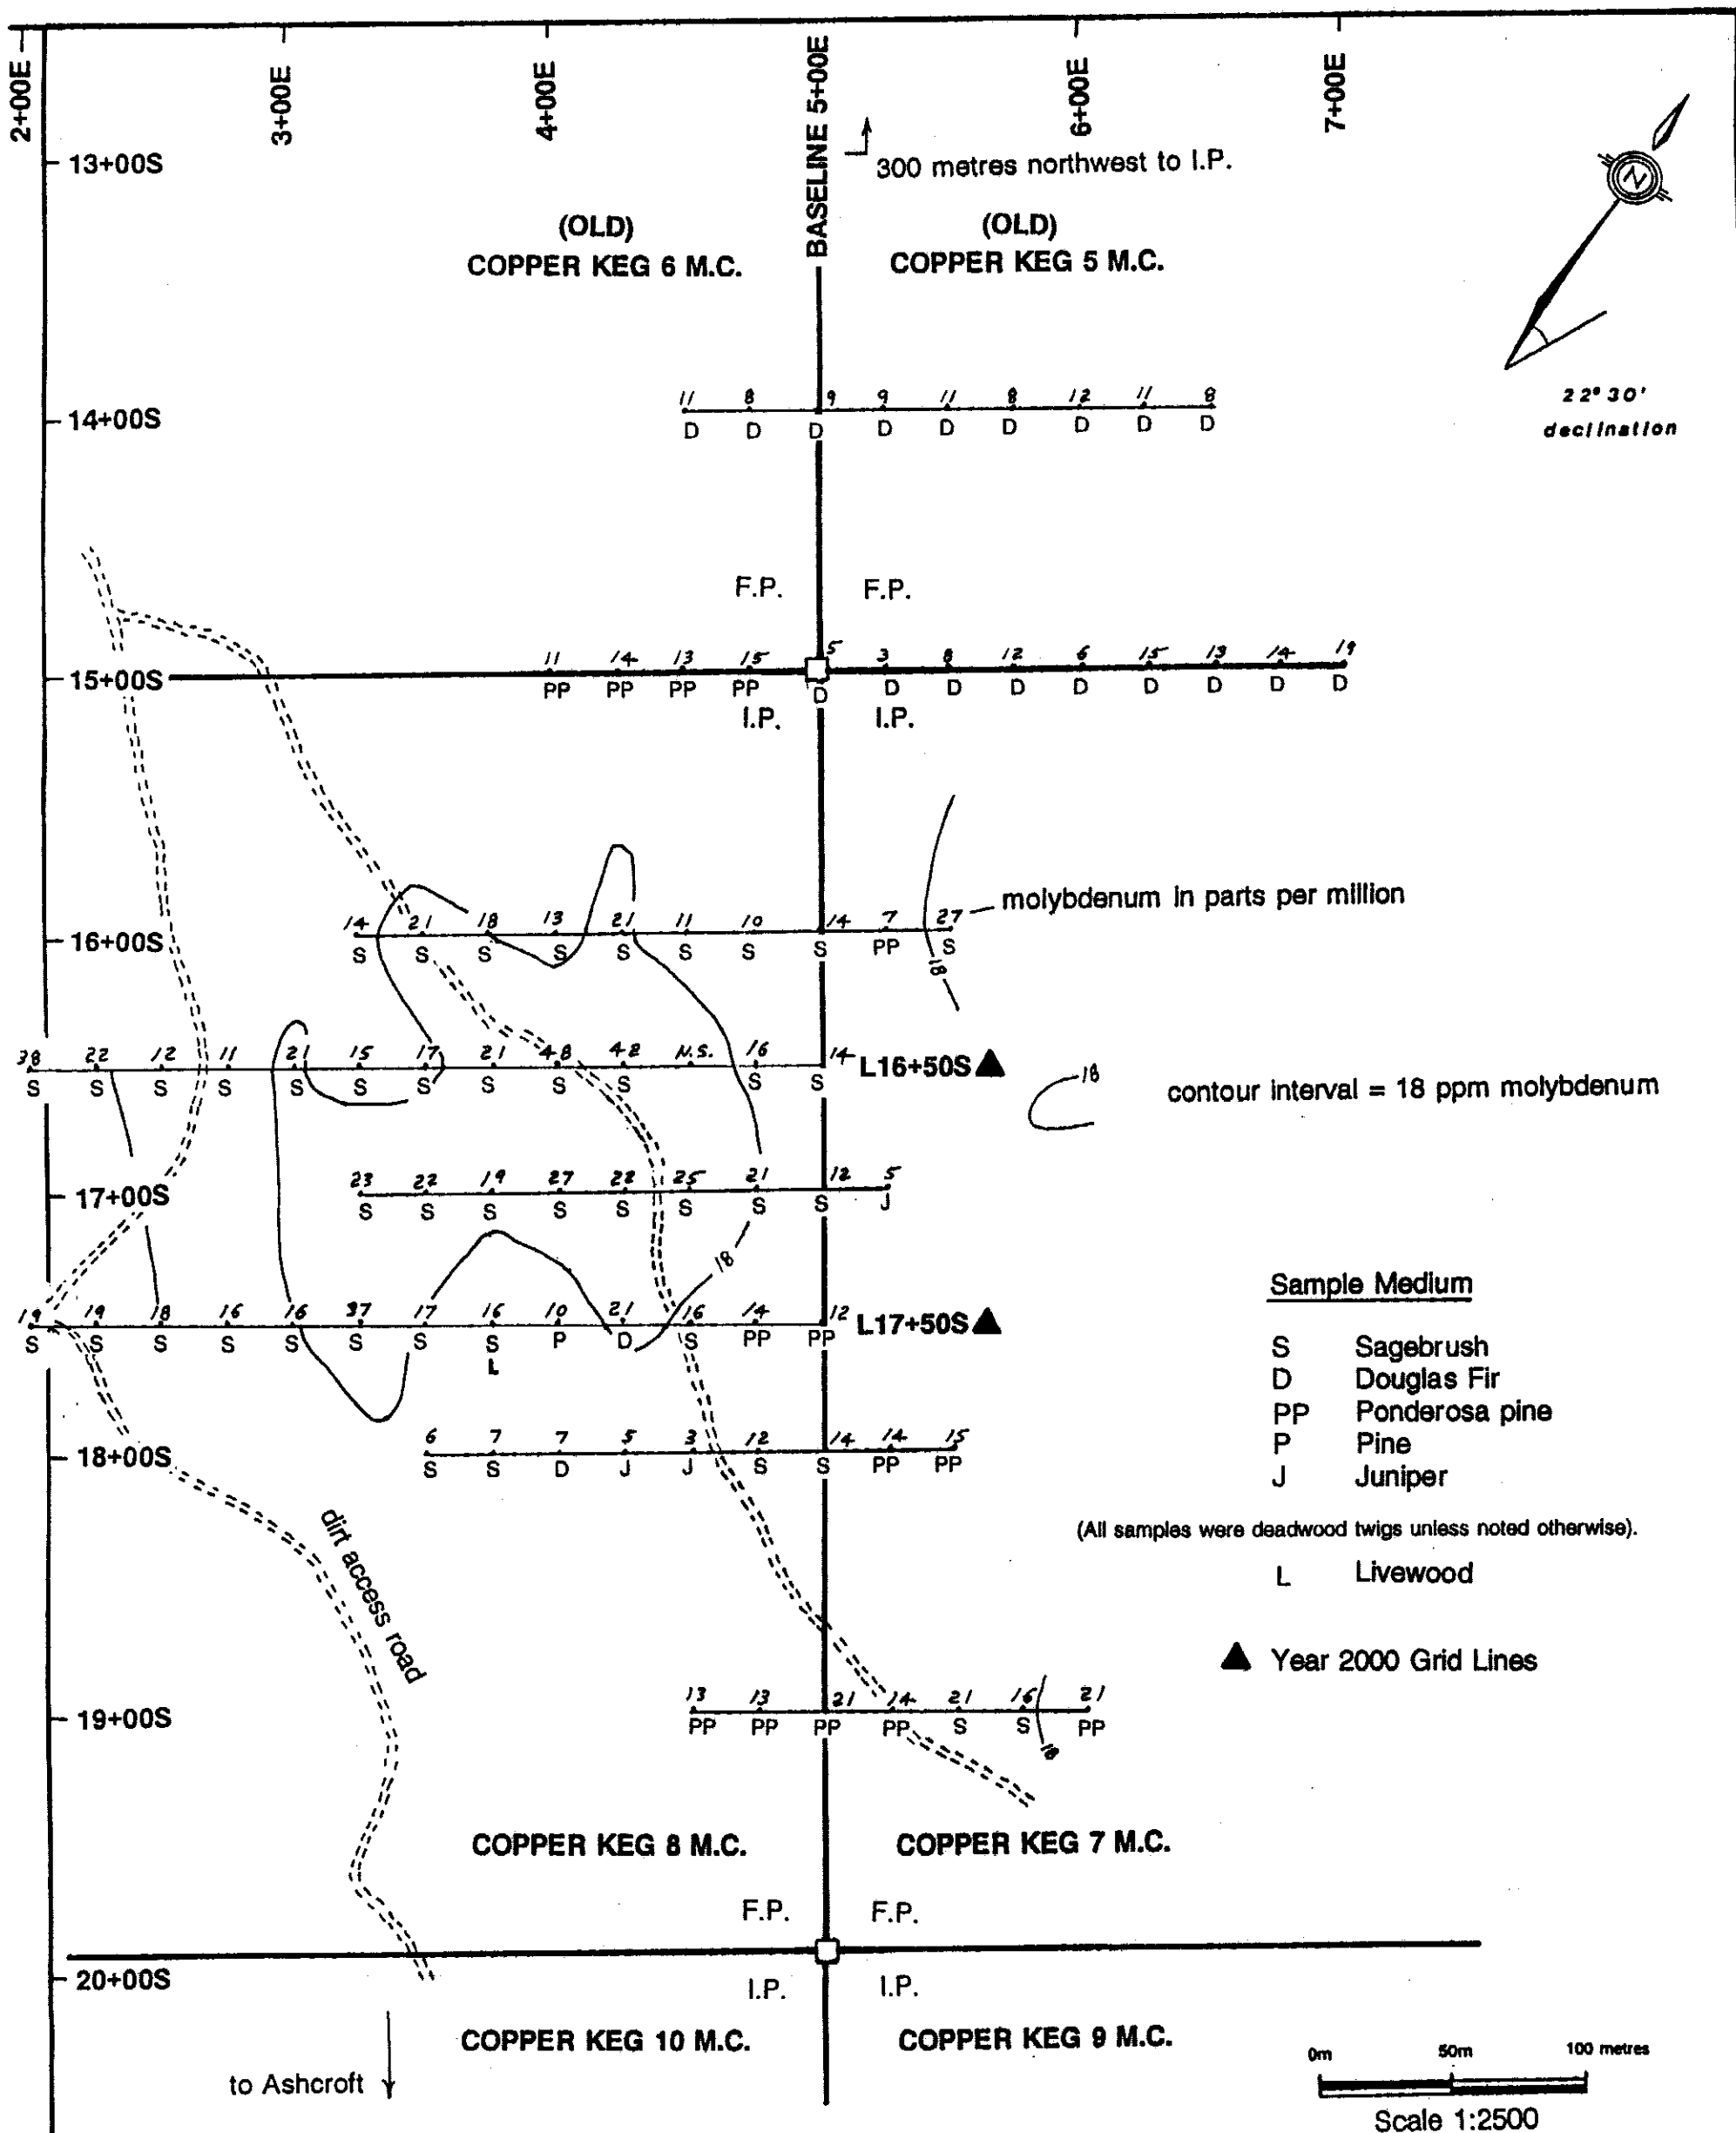 2+00E
3+00E
4+00E
BASELINE 5+00E
6+00E
7+00E
13+00S
300 metres northwest to I.P.
(OLD)
COPPER KEG 6 M.C.
(OLD)
COPPER KEG 5 M.C.
N
22° 30'
declination
11 8 9 9 11 8 12 11 8
14+00S
D D D D D D D D D
F.P. F.P.
11 14 13 15 5 3 8 12 6 15 13 14 19
15+00S
PP PP PP PP D D D D D D D D D
I.P. I.P.
molybdenum in parts per million
14 21 18 13 21 11 10 14 7 27
16+00S
S S S S S S S S PP S
18
38 22 12 11 21 15 17 21 48 42 N.S. 16 14
L16+50S
S S S S S S S S S S S S
18
contour interval = 18 ppm molybdenum
23 22 19 27 22 25 21 12 5
17+00S
S S S S S S S S J
18
19 19 18 16 16 37 17 16 10 21 16 14 12
L17+50S
S S S S S S S S P D S PP PP
L
Sample Medium
S Sagebrush
D Douglas Fir
PP Ponderosa pine
P Pine
J Juniper
(All samples were deadwood twigs unless noted otherwise).
L Livewood
6 7 7 5 3 12 14 14 15
18+00S
S S D J J S S PP PP
dirt access road
▲ Year 2000 Grid Lines
13 13 21 14 21 16 21
19+00S
PP PP PP PP S S PP
18
COPPER KEG 8 M.C.
COPPER KEG 7 M.C.
F.P. F.P.
20+00S
I.P. I.P.
COPPER KEG 10 M.C.
COPPER KEG 9 M.C.
to Ashcroft
0m 50m 100 metres
Scale 1:2500